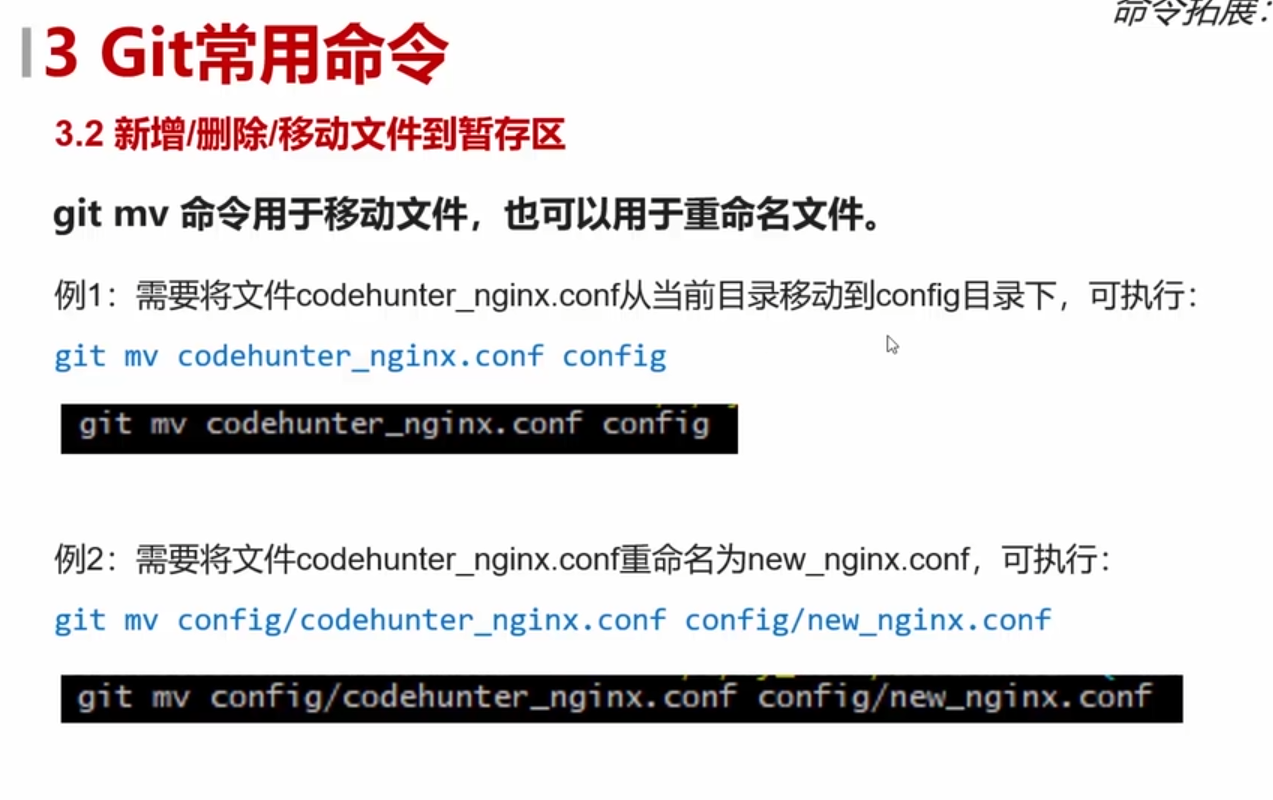 命令拓展：
3 Git常用命令
3.2 新增/删除/移动文件到暂存区
git mv 命令用于移动文件，也可以用于重命名文件。
例1：需要将文件codehunter_nginx.conf从当前目录移动到config目录下，可执行：
git mv codehunter_nginx.conf config
git mv codehunter_nginx.conf config
例2：需要将文件codehunter_nginx.conf重命名为new_nginx.conf，可执行：
git mv config/codehunter_nginx.conf config/new_nginx.conf
git mv config/codehunter_nginx.conf config/new_nginx.conf